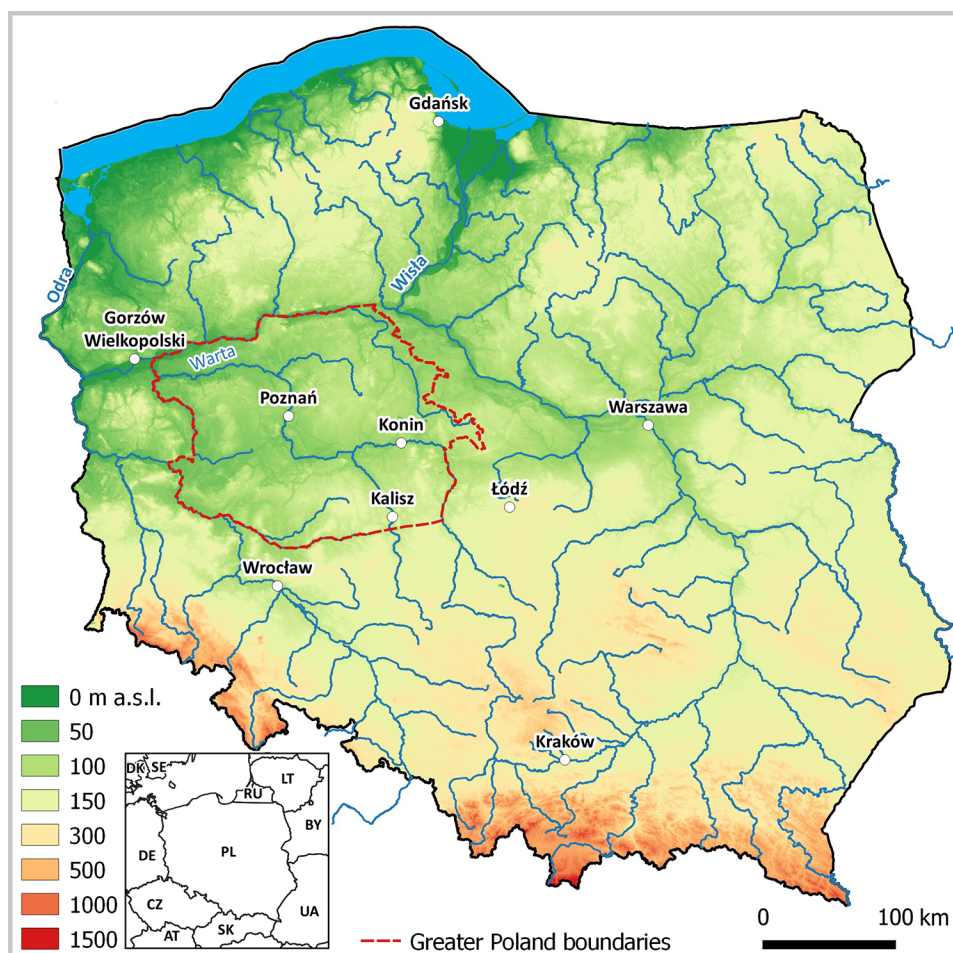 Gdańsk
Wisła
Odra
Gorzów
Wielkopolski
Warta
Poznań
Warszawa
Konin
Łódź
Kalisz
Wrocław
Kraków
0 m a.s.l.
50
100
150
300
500
1000
1500
DK
SE
LT
RU
BY
DE
PL
CZ
UA
SK
AT
Greater Poland boundaries
0
100 km